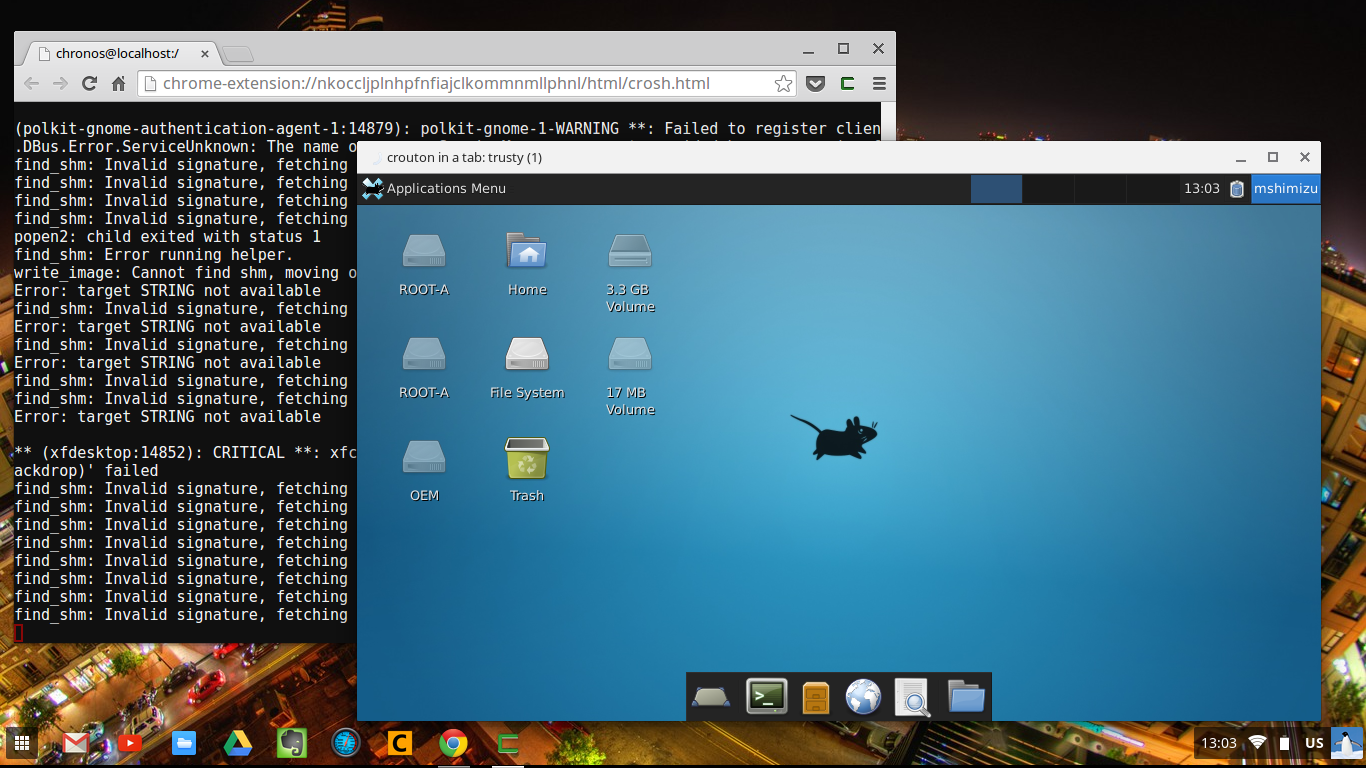 chronos@localhost:/
chrome-extension://nkoccljplnhpfnfiajclkommnmllphnl/html/crosh.html
(polkit-gnome-authentication-agent-1:14879): polkit-gnome-1-WARNING **: Failed to register clien
.DBus.Error.ServiceUnknown: The name o
find_shm: Invalid signature, fetching
find_shm: Invalid signature, fetching
find_shm: Invalid signature, fetching
find_shm: Invalid signature, fetching
popen2: child exited with status 1
find_shm: Error running helper.
write_image: Cannot find shm, moving o
Error: target STRING not available
find_shm: Invalid signature, fetching
Error: target STRING not available
find_shm: Invalid signature, fetching
Error: target STRING not available
find_shm: Invalid signature, fetching
find_shm: Invalid signature, fetching
Error: target STRING not available
** (xfdesktop:14852): CRITICAL **: xfc
ackdrop)' failed
find_shm: Invalid signature, fetching
find_shm: Invalid signature, fetching
find_shm: Invalid signature, fetching
find_shm: Invalid signature, fetching
find_shm: Invalid signature, fetching
find_shm: Invalid signature, fetching
find_shm: Invalid signature, fetching
find_shm: Invalid signature, fetching
crouton in a tab: trusty (1)
Applications Menu
13:03
mshimizu
ROOT-A
Home
3.3 GB
Volume
ROOT-A
File System
17 MB
Volume
OEM
Trash
13:03
US